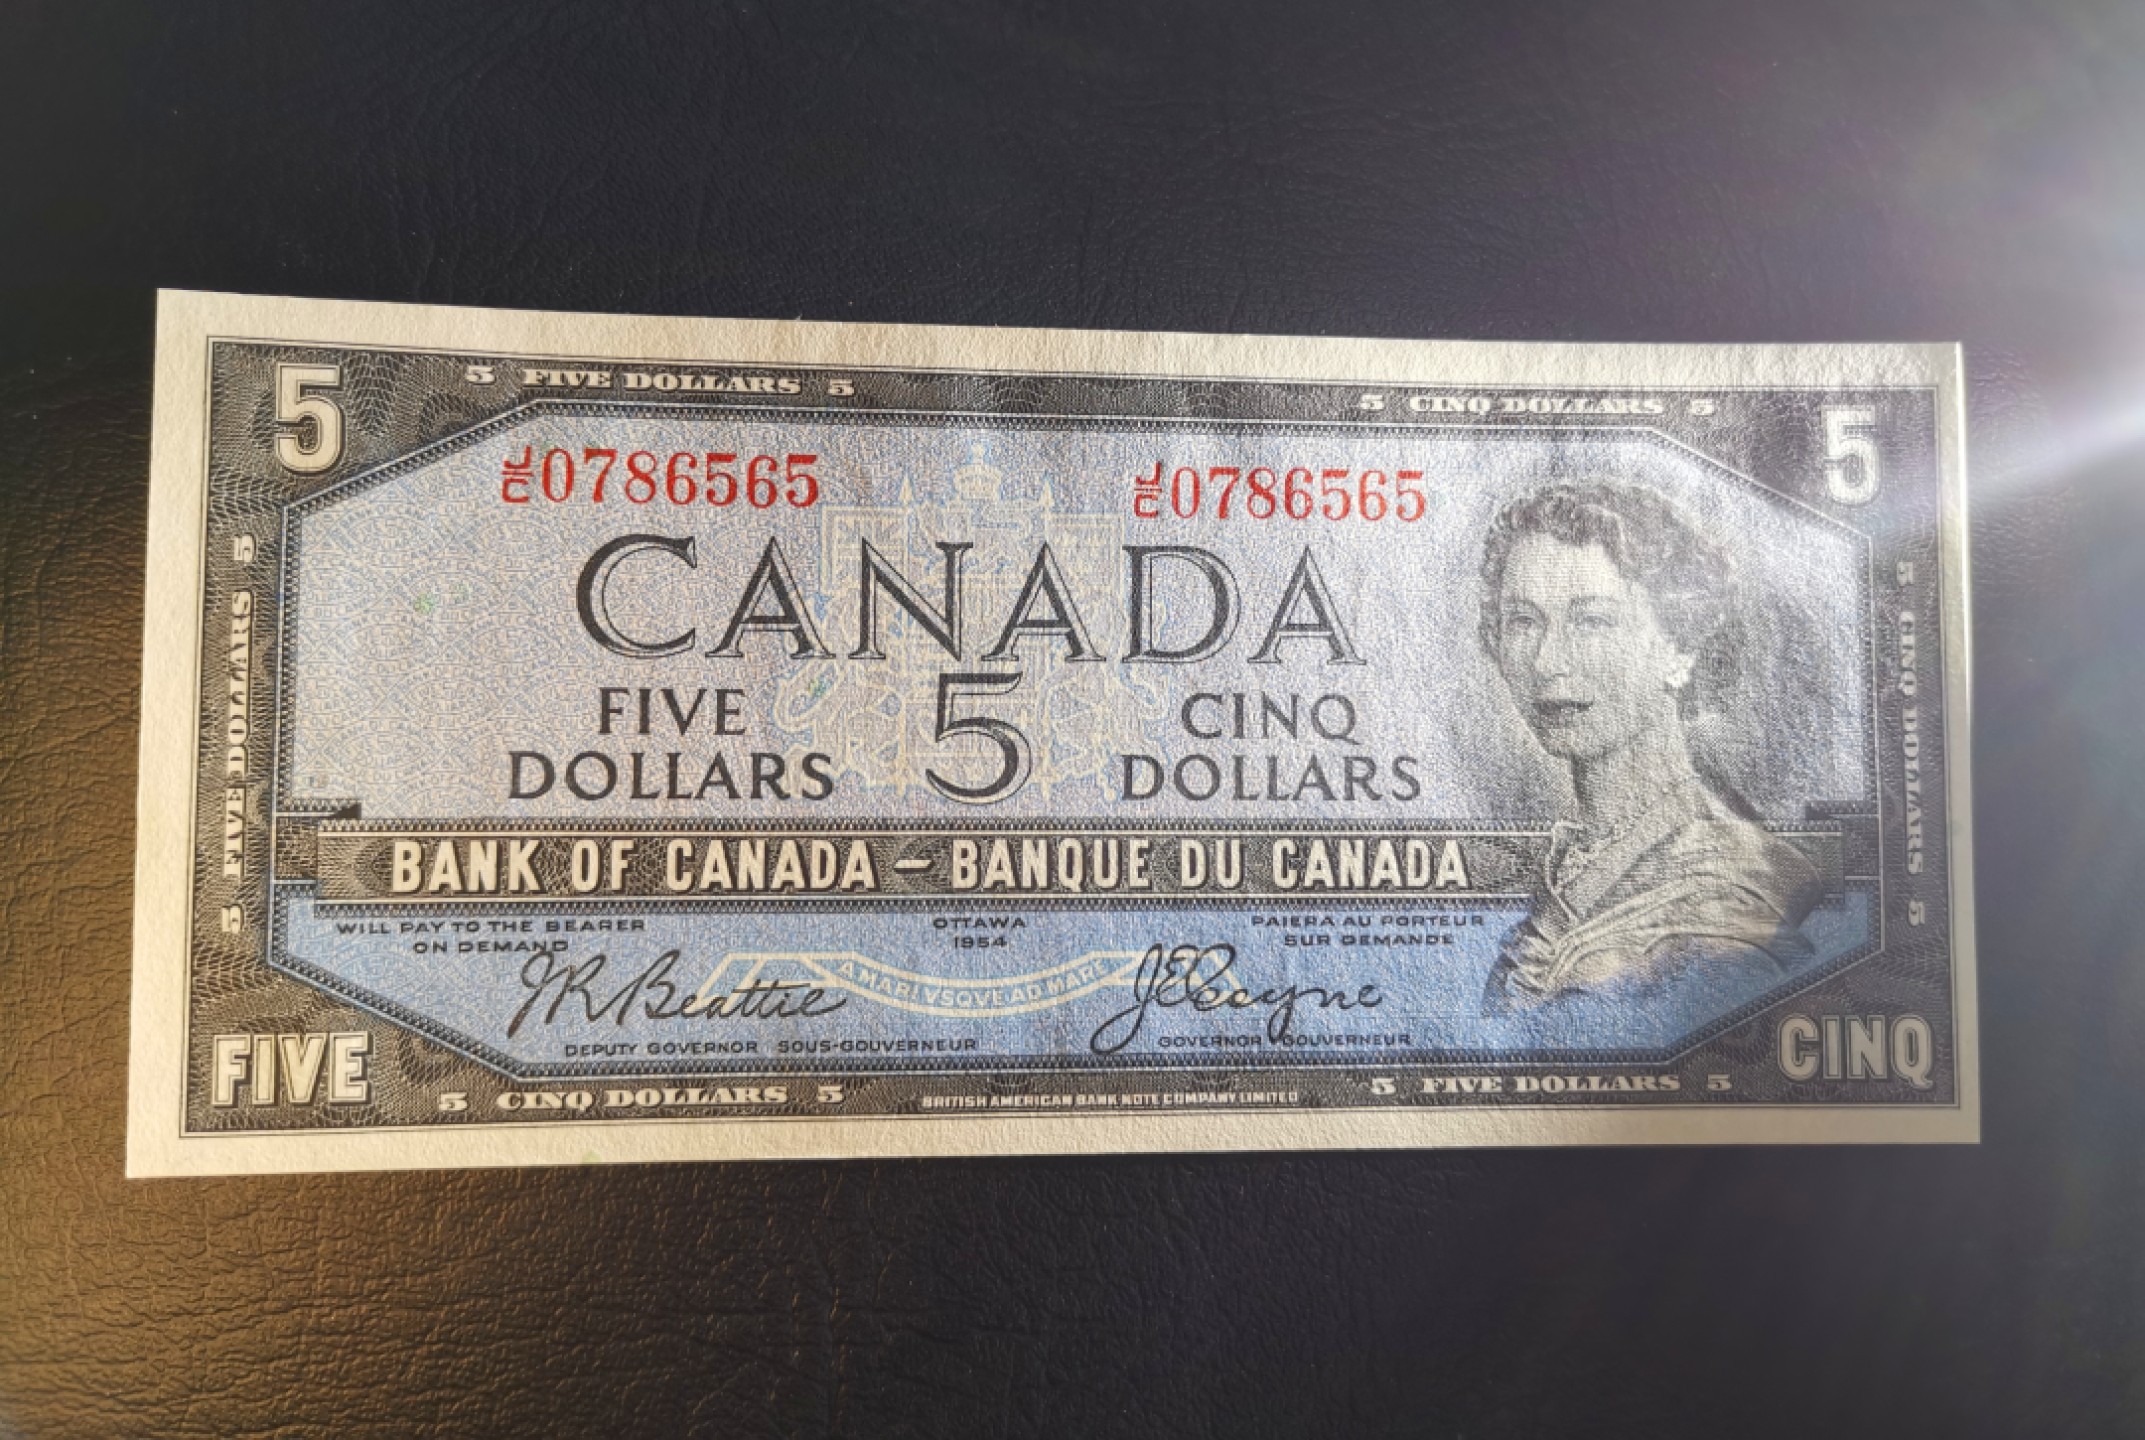 5 FIVE DOLLARS 5
5 CINQ DOLLARS 5
5
5
J/C 0786565
J/C 0786565
CANADA
FIVE
DOLLARS
5
CINQ
DOLLARS
5 FIVE DOLLARS 5
5 CINQ DOLLARS 5
BANK OF CANADA – BANQUE DU CANADA
WILL PAY TO THE BEARER
ON DEMAND
OTTAWA
1954
PAIERA AU PORTEUR
SUR DEMANDE
A MARI VSQVE AD MARE
JR Beattie
JE Coyne
DEPUTY GOVERNOR SOUS-GOUVERNEUR
GOVERNOR GOUVERNEUR
FIVE
CINQ
5 CINQ DOLLARS 5
BRITISH AMERICAN BANK NOTE COMPANY LIMITED
5 FIVE DOLLARS 5